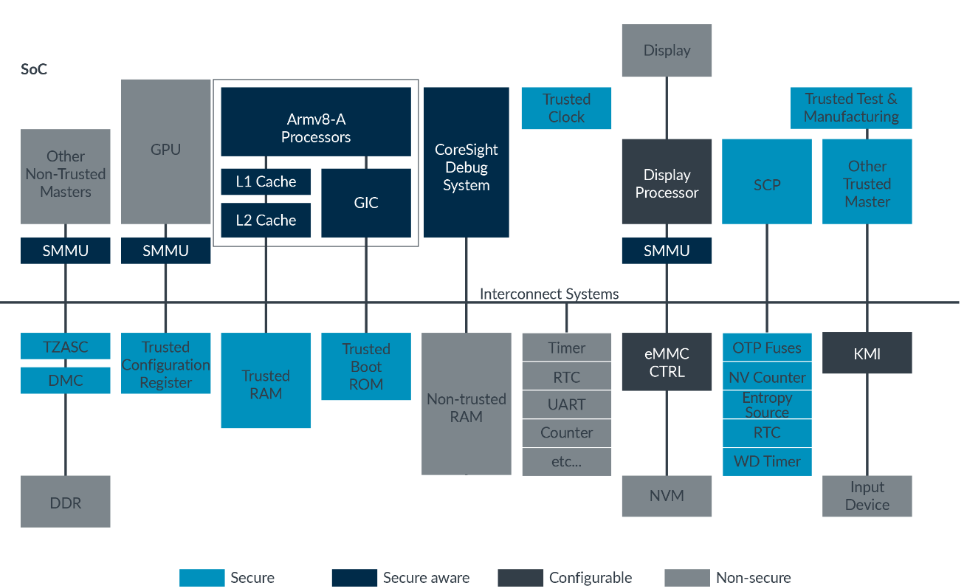 SoC
Other
Non-Trusted
Masters
SMMU
GPU
SMMU
Armv8-A
Processors
L1 Cache
L2 Cache
GIC
CoreSight
Debug
System
Trusted
Clock
Display
Display
Processor
SMMU
SCP
Trusted Test &
Manufacturing
Other
Trusted
Master
Interconnect Systems
TZASC
DMC
DDR
Trusted
Configuration
Register
Trusted
RAM
Trusted
Boot
ROM
Non-trusted
RAM
Timer
RTC
UART
Counter
etc...
eMMC
CTRL
NVM
OTP Fuses
NV Counter
Entropy
Source
RTC
WD Timer
KMI
Input
Device
Secure
Secure aware
Configurable
Non-secure